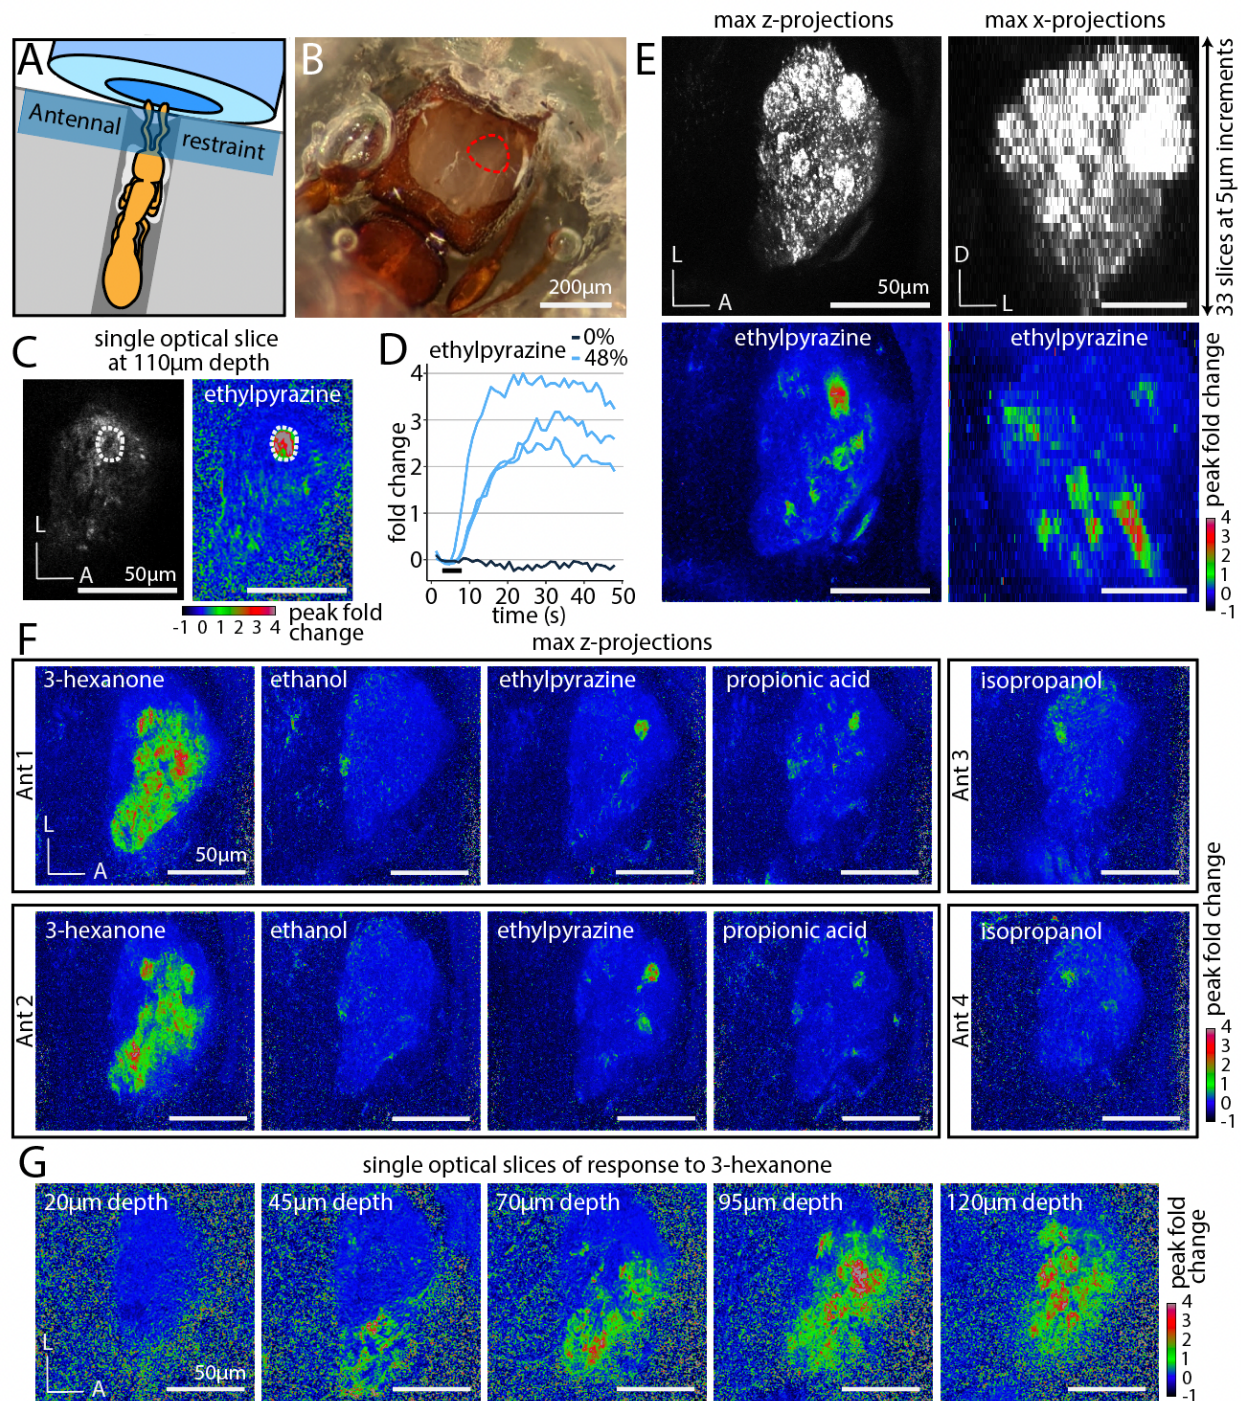 A
Antennal
restraint
B
200µm
max z-projections
max x-projections
E
L
A
50µm
D
L
33 slices at 5µm increments
C
single optical slice
at 110µm depth
ethylpyrazine
L
A
50µm
-1 0 1 2 3 4
peak fold
change
D
ethylpyrazine
0%
48%
fold change
4
3
2
1
0
0 10 20 30 40 50
time (s)
ethylpyrazine
ethylpyrazine
peak fold change
4
3
2
1
0
-1
F
max z-projections
Ant 1
3-hexanone
L
A
50µm
ethanol
ethylpyrazine
propionic acid
Ant 3
isopropanol
Ant 2
3-hexanone
ethanol
ethylpyrazine
propionic acid
Ant 4
isopropanol
peak fold change
4
3
2
1
0
-1
G
single optical slices of response to 3-hexanone
20µm depth
L
A
50µm
45µm depth
70µm depth
95µm depth
120µm depth
peak fold
change
4
3
2
1
0
-1